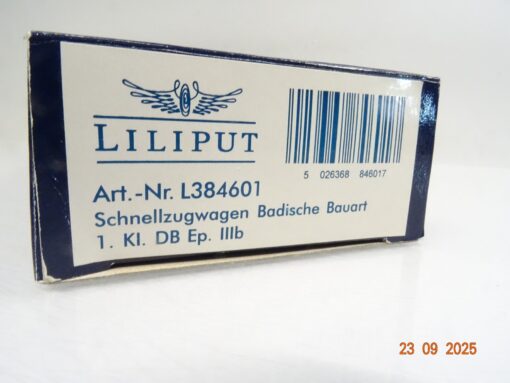 LILIPUT
5 026368 846017
Art.-Nr. L384601
Schnellzugwagen Badische Bauart
1. Kl. DB Ep. IIIb
23 09 2025